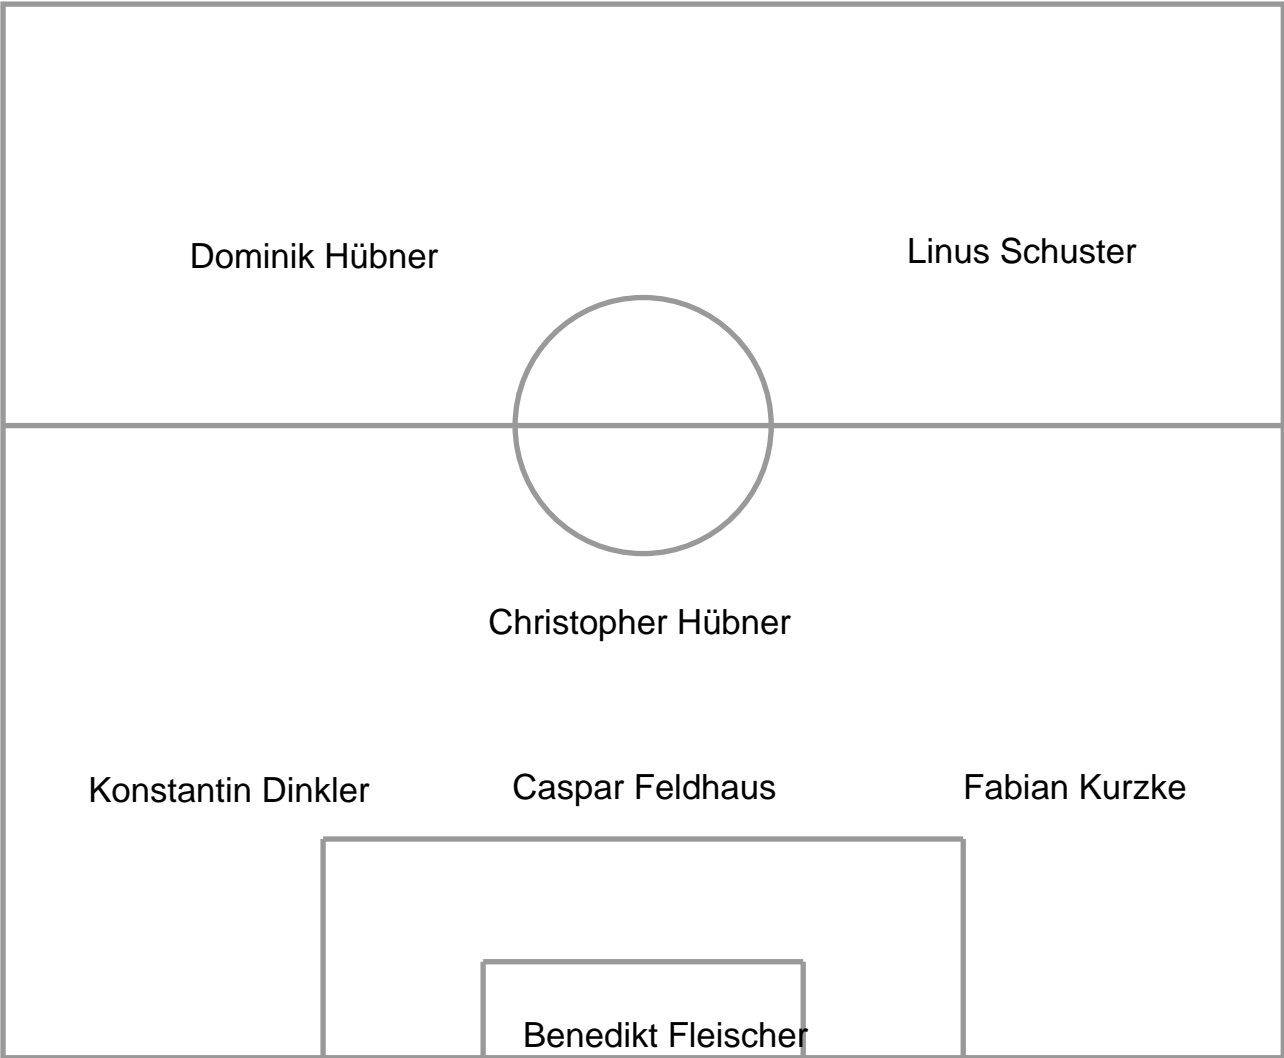 Dominik Hübner
Linus Schuster
Christopher Hübner
Konstantin Dinkler
Caspar Feldhaus
Fabian Kurzke
Benedikt Fleischer